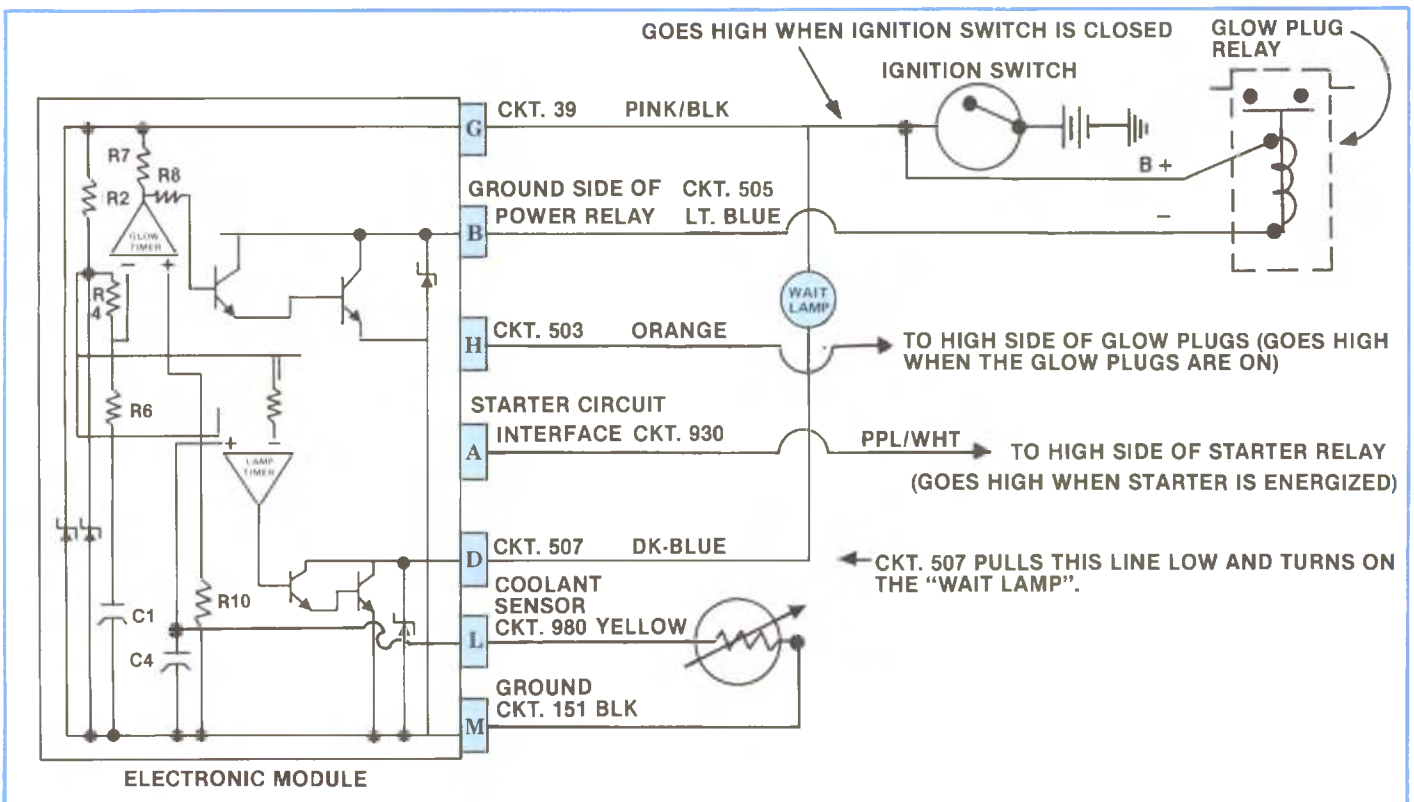 GOES HIGH WHEN IGNITION SWITCH IS CLOSED
GLOW PLUG
RELAY
IGNITION SWITCH
G
CKT. 39 PINK/BLK
B +
R7
R8
R2
GLOW
TIMER
GROUND SIDE OF CKT. 505
B
POWER RELAY LT. BLUE
–
– +
R
4
WAIT
LAMP
H
CKT. 503 ORANGE
TO HIGH SIDE OF GLOW PLUGS (GOES HIGH
WHEN THE GLOW PLUGS ARE ON)
R6
STARTER CIRCUIT
A
INTERFACE CKT. 930
PPL/WHT
TO HIGH SIDE OF STARTER RELAY
(GOES HIGH WHEN STARTER IS ENERGIZED)
+ –
LAMP
TIMER
D
CKT. 507 DK-BLUE
CKT. 507 PULLS THIS LINE LOW AND TURNS ON
THE “WAIT LAMP”.
COOLANT
SENSOR
L
CKT. 980 YELLOW
C1
R10
C4
GROUND
M
CKT. 151 BLK
ELECTRONIC MODULE